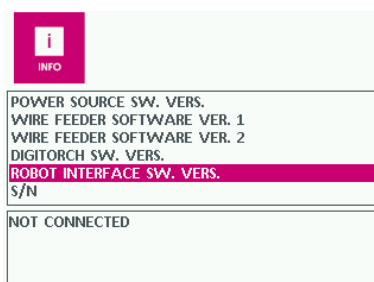 i
INFO
POWER SOURCE SW. VERS.
WIRE FEEDER SOFTWARE VER. 1
WIRE FEEDER SOFTWARE VER. 2
DIGITORCH SW. VERS.
ROBOT INTERFACE SW. VERS.
S/N
NOT CONNECTED